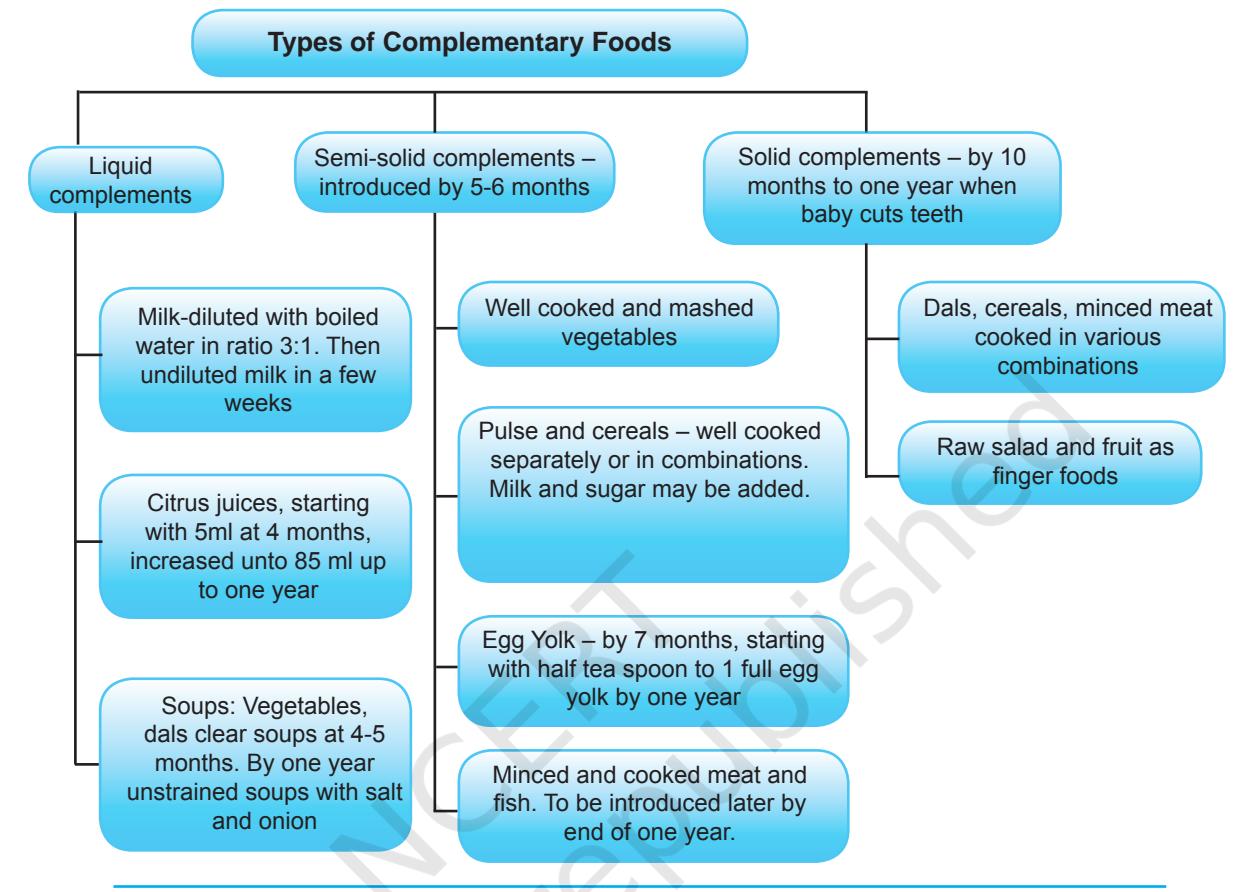 Types of Complementary Foods
Liquid
complements
Milk-diluted with boiled
water in ratio 3:1. Then
undiluted milk in a few
weeks
Citrus juices, starting
with 5ml at 4 months,
increased unto 85 ml up
to one year
Soups: Vegetables,
dals clear soups at 4-5
months. By one year
unstrained soups with salt
and onion
Semi-solid complements –
introduced by 5-6 months
Well cooked and mashed
vegetables
Pulse and cereals – well cooked
separately or in combinations.
Milk and sugar may be added.
Egg Yolk – by 7 months, starting
with half tea spoon to 1 full egg
yolk by one year
Minced and cooked meat and
fish. To be introduced later by
end of one year.
Solid complements – by 10
months to one year when
baby cuts teeth
Dals, cereals, minced meat
cooked in various
combinations
Raw salad and fruit as
finger foods
NCERT
republished